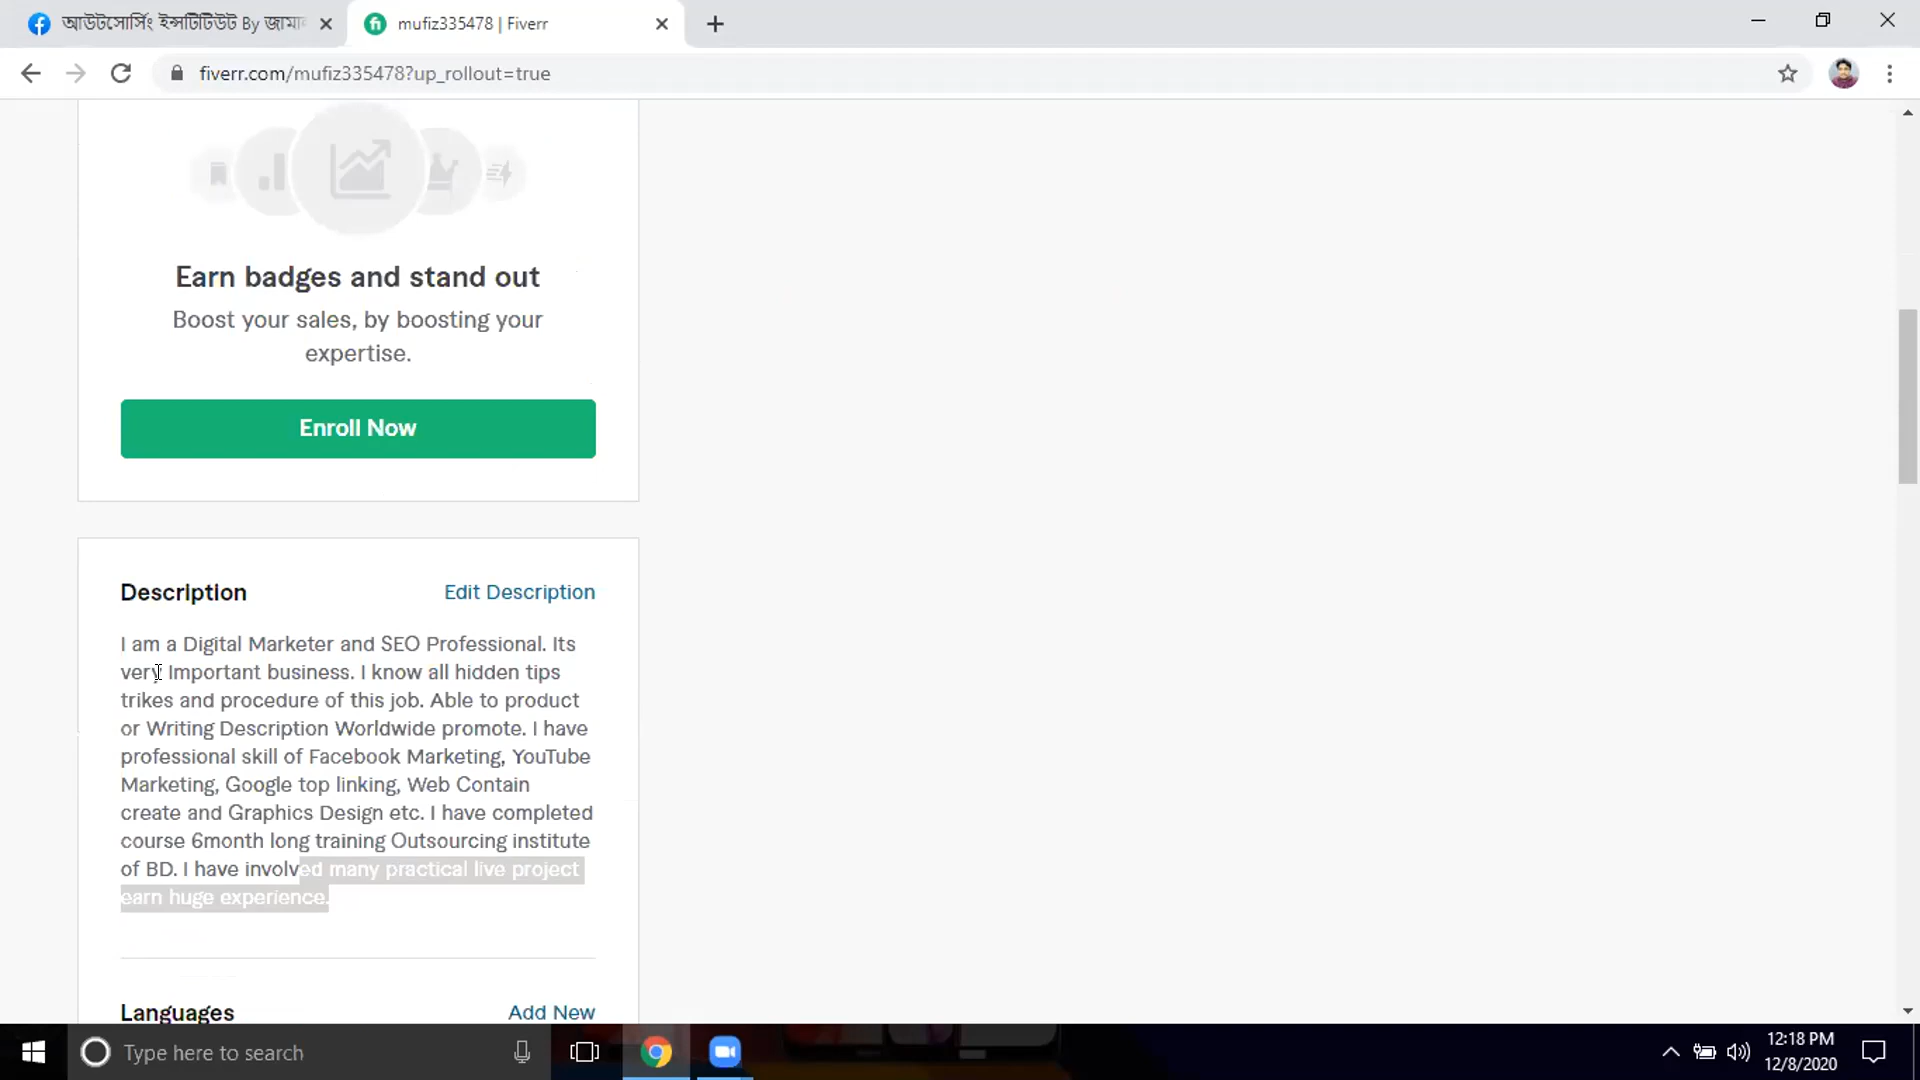 আউটসোর্সিং ইন্সটিটিউট By জামা
mufiz335478 | Fiverr
fiverr.com/mufiz335478?up_rollout=true
Earn badges and stand out
Boost your sales, by boosting your
expertise.
Enroll Now
Description
Edit Description
I am a Digital Marketer and SEO Professional. Its
very Important business. I know all hidden tips
trikes and procedure of this job. Able to product
or Writing Description Worldwide promote. I have
professional skill of Facebook Marketing, YouTube
Marketing, Google top linking, Web Contain
create and Graphics Design etc. I have completed
course 6month long training Outsourcing institute
of BD. I have involved many practical live project
earn huge experience.
Languages
Add New
Type here to search
12:18 PM
12/8/2020